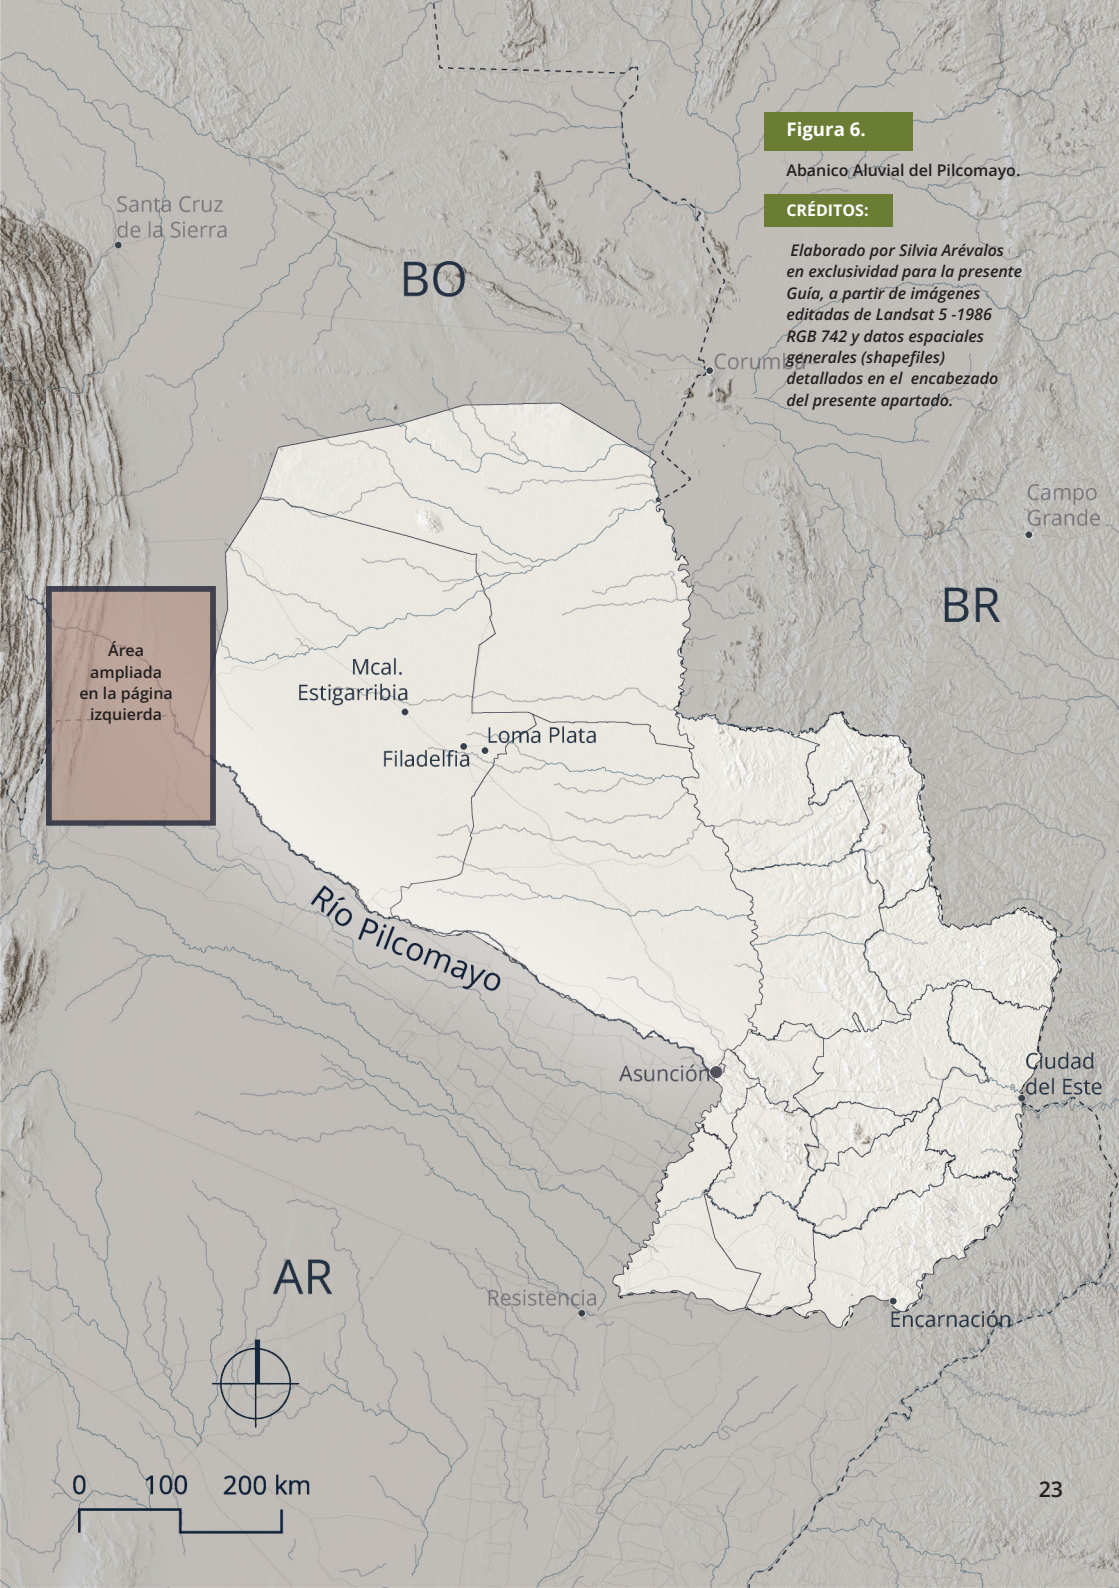 Figura 6.
Abanico Aluvial del Pilcomayo.
CRÉDITOS:
Elaborado por Silvia Arévalos
en exclusividad para la presente
Guía, a partir de imágenes
editadas de Landsat 5 -1986
RGB 742 y datos espaciales
generales (shapefiles)
detallados en el  encabezado
del presente apartado.
Santa Cruz
de la Sierra
BO
Corumbá
Campo
Grande
BR
Área
ampliada
en la página
izquierda
Mcal.
Estigarribia
Loma Plata
Filadelfia
Río Pilcomayo
Asunción
Ciudad
del Este
AR
Resistencia
Encarnación
0 100 200 km
23